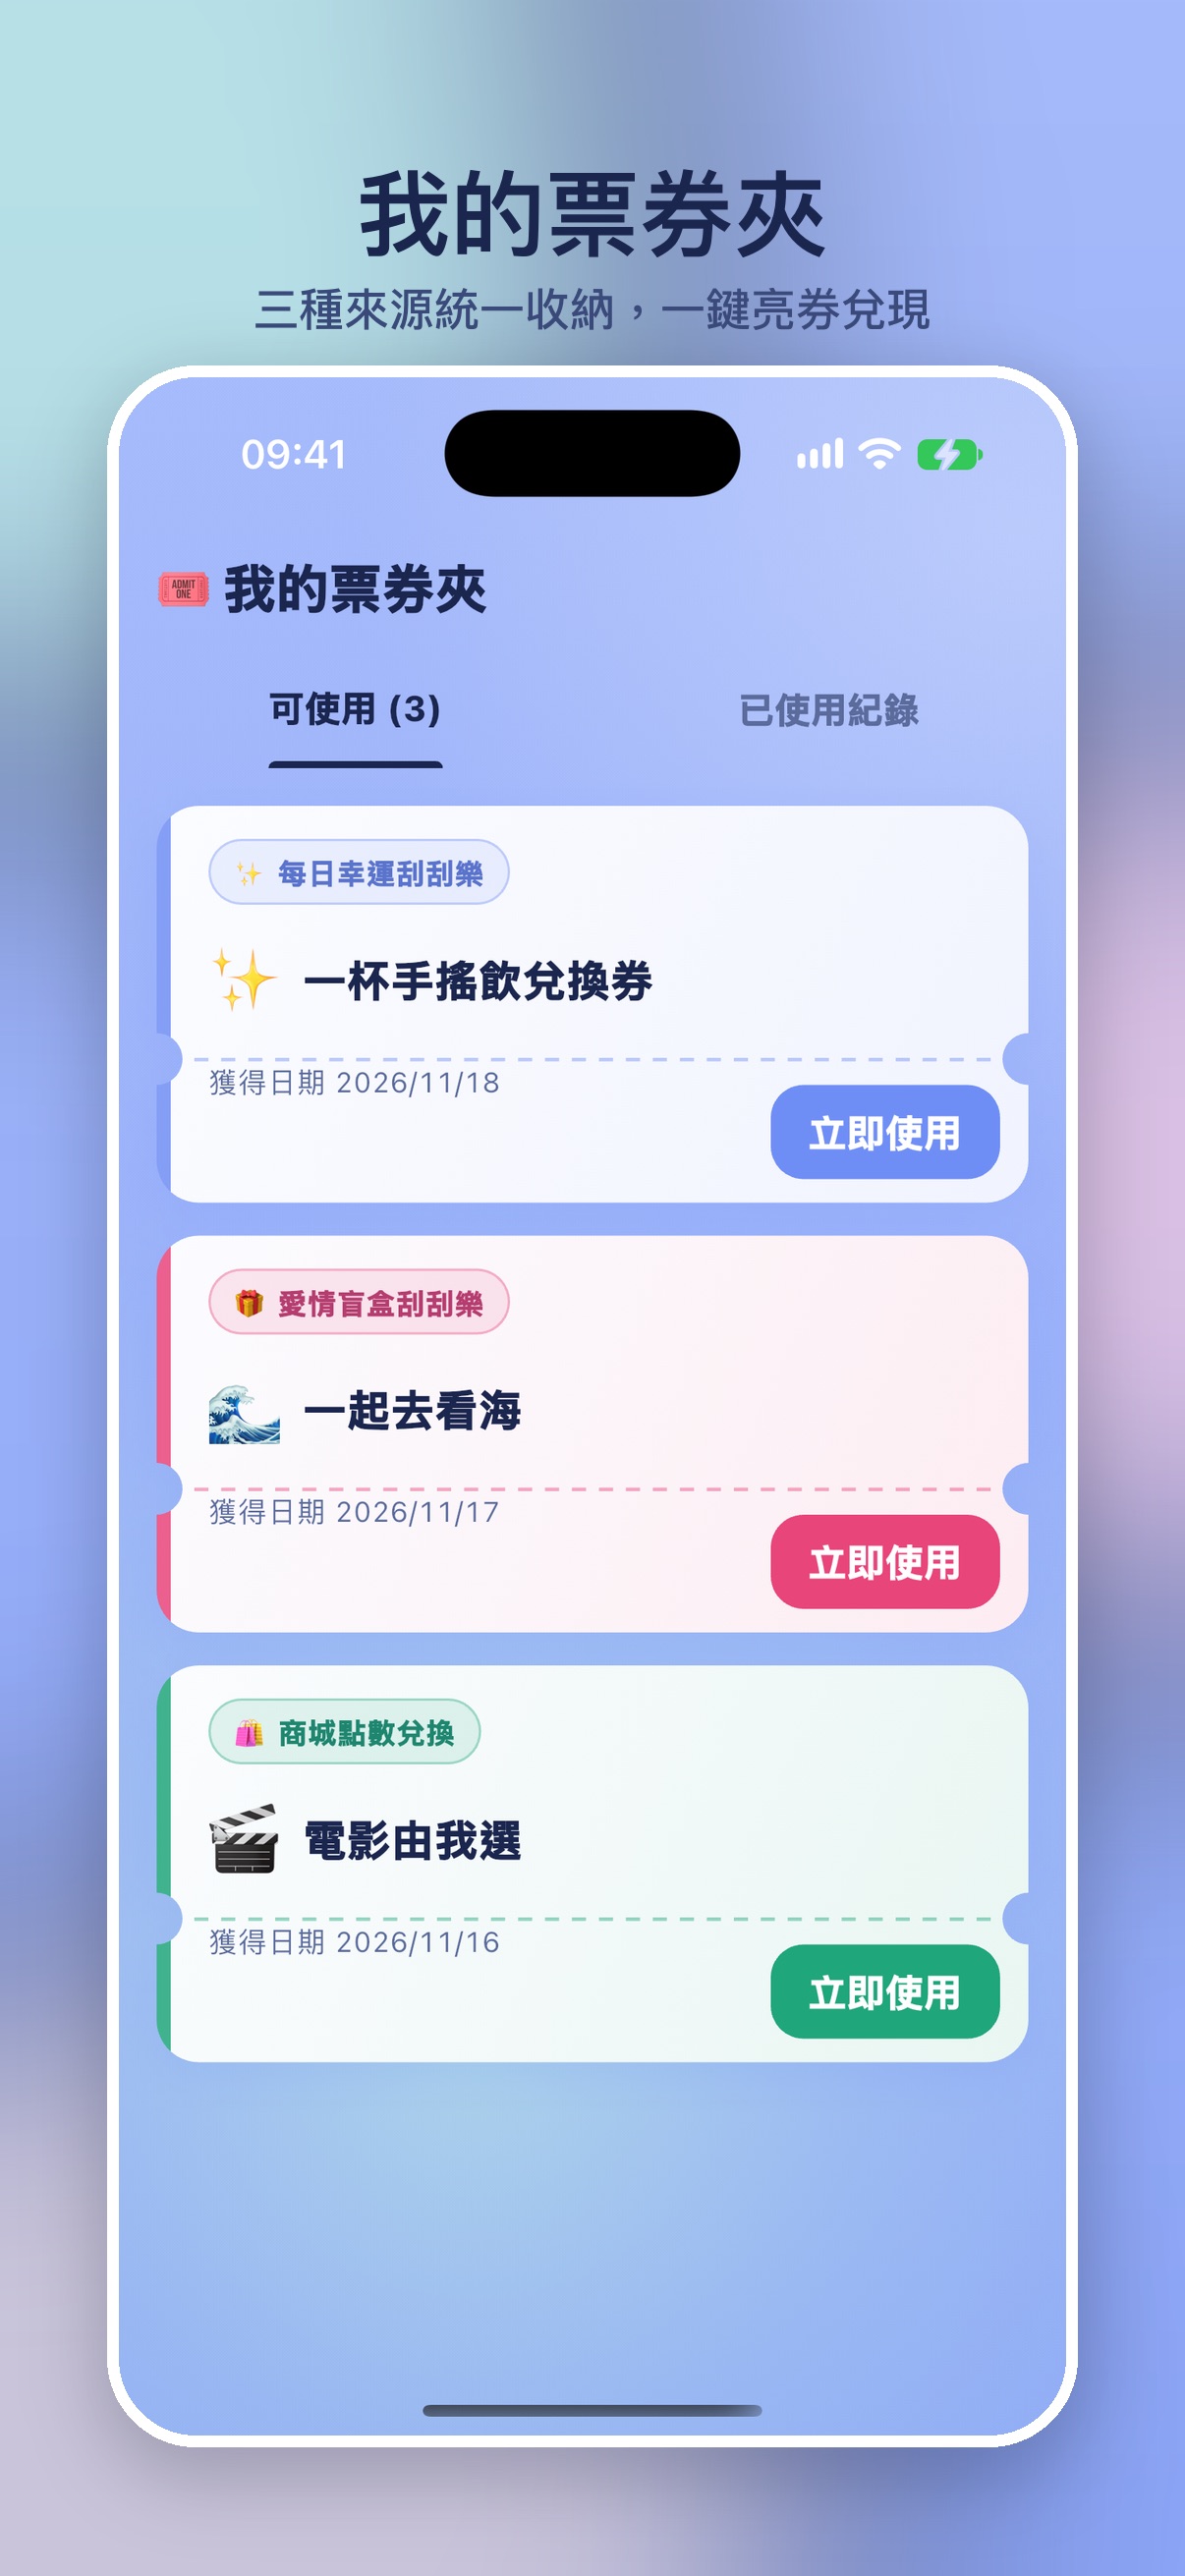 我的票券夾
三種來源統一收納，一鍵亮券兌現
09:41
ADMIT
ONE
我的票券夾
可使用 (3)
已使用紀錄
每日幸運刮刮樂
一杯手搖飲兌換券
獲得日期 2026/11/18
立即使用
愛情盲盒刮刮樂
一起去看海
獲得日期 2026/11/17
立即使用
商城點數兌換
電影由我選
獲得日期 2026/11/16
立即使用